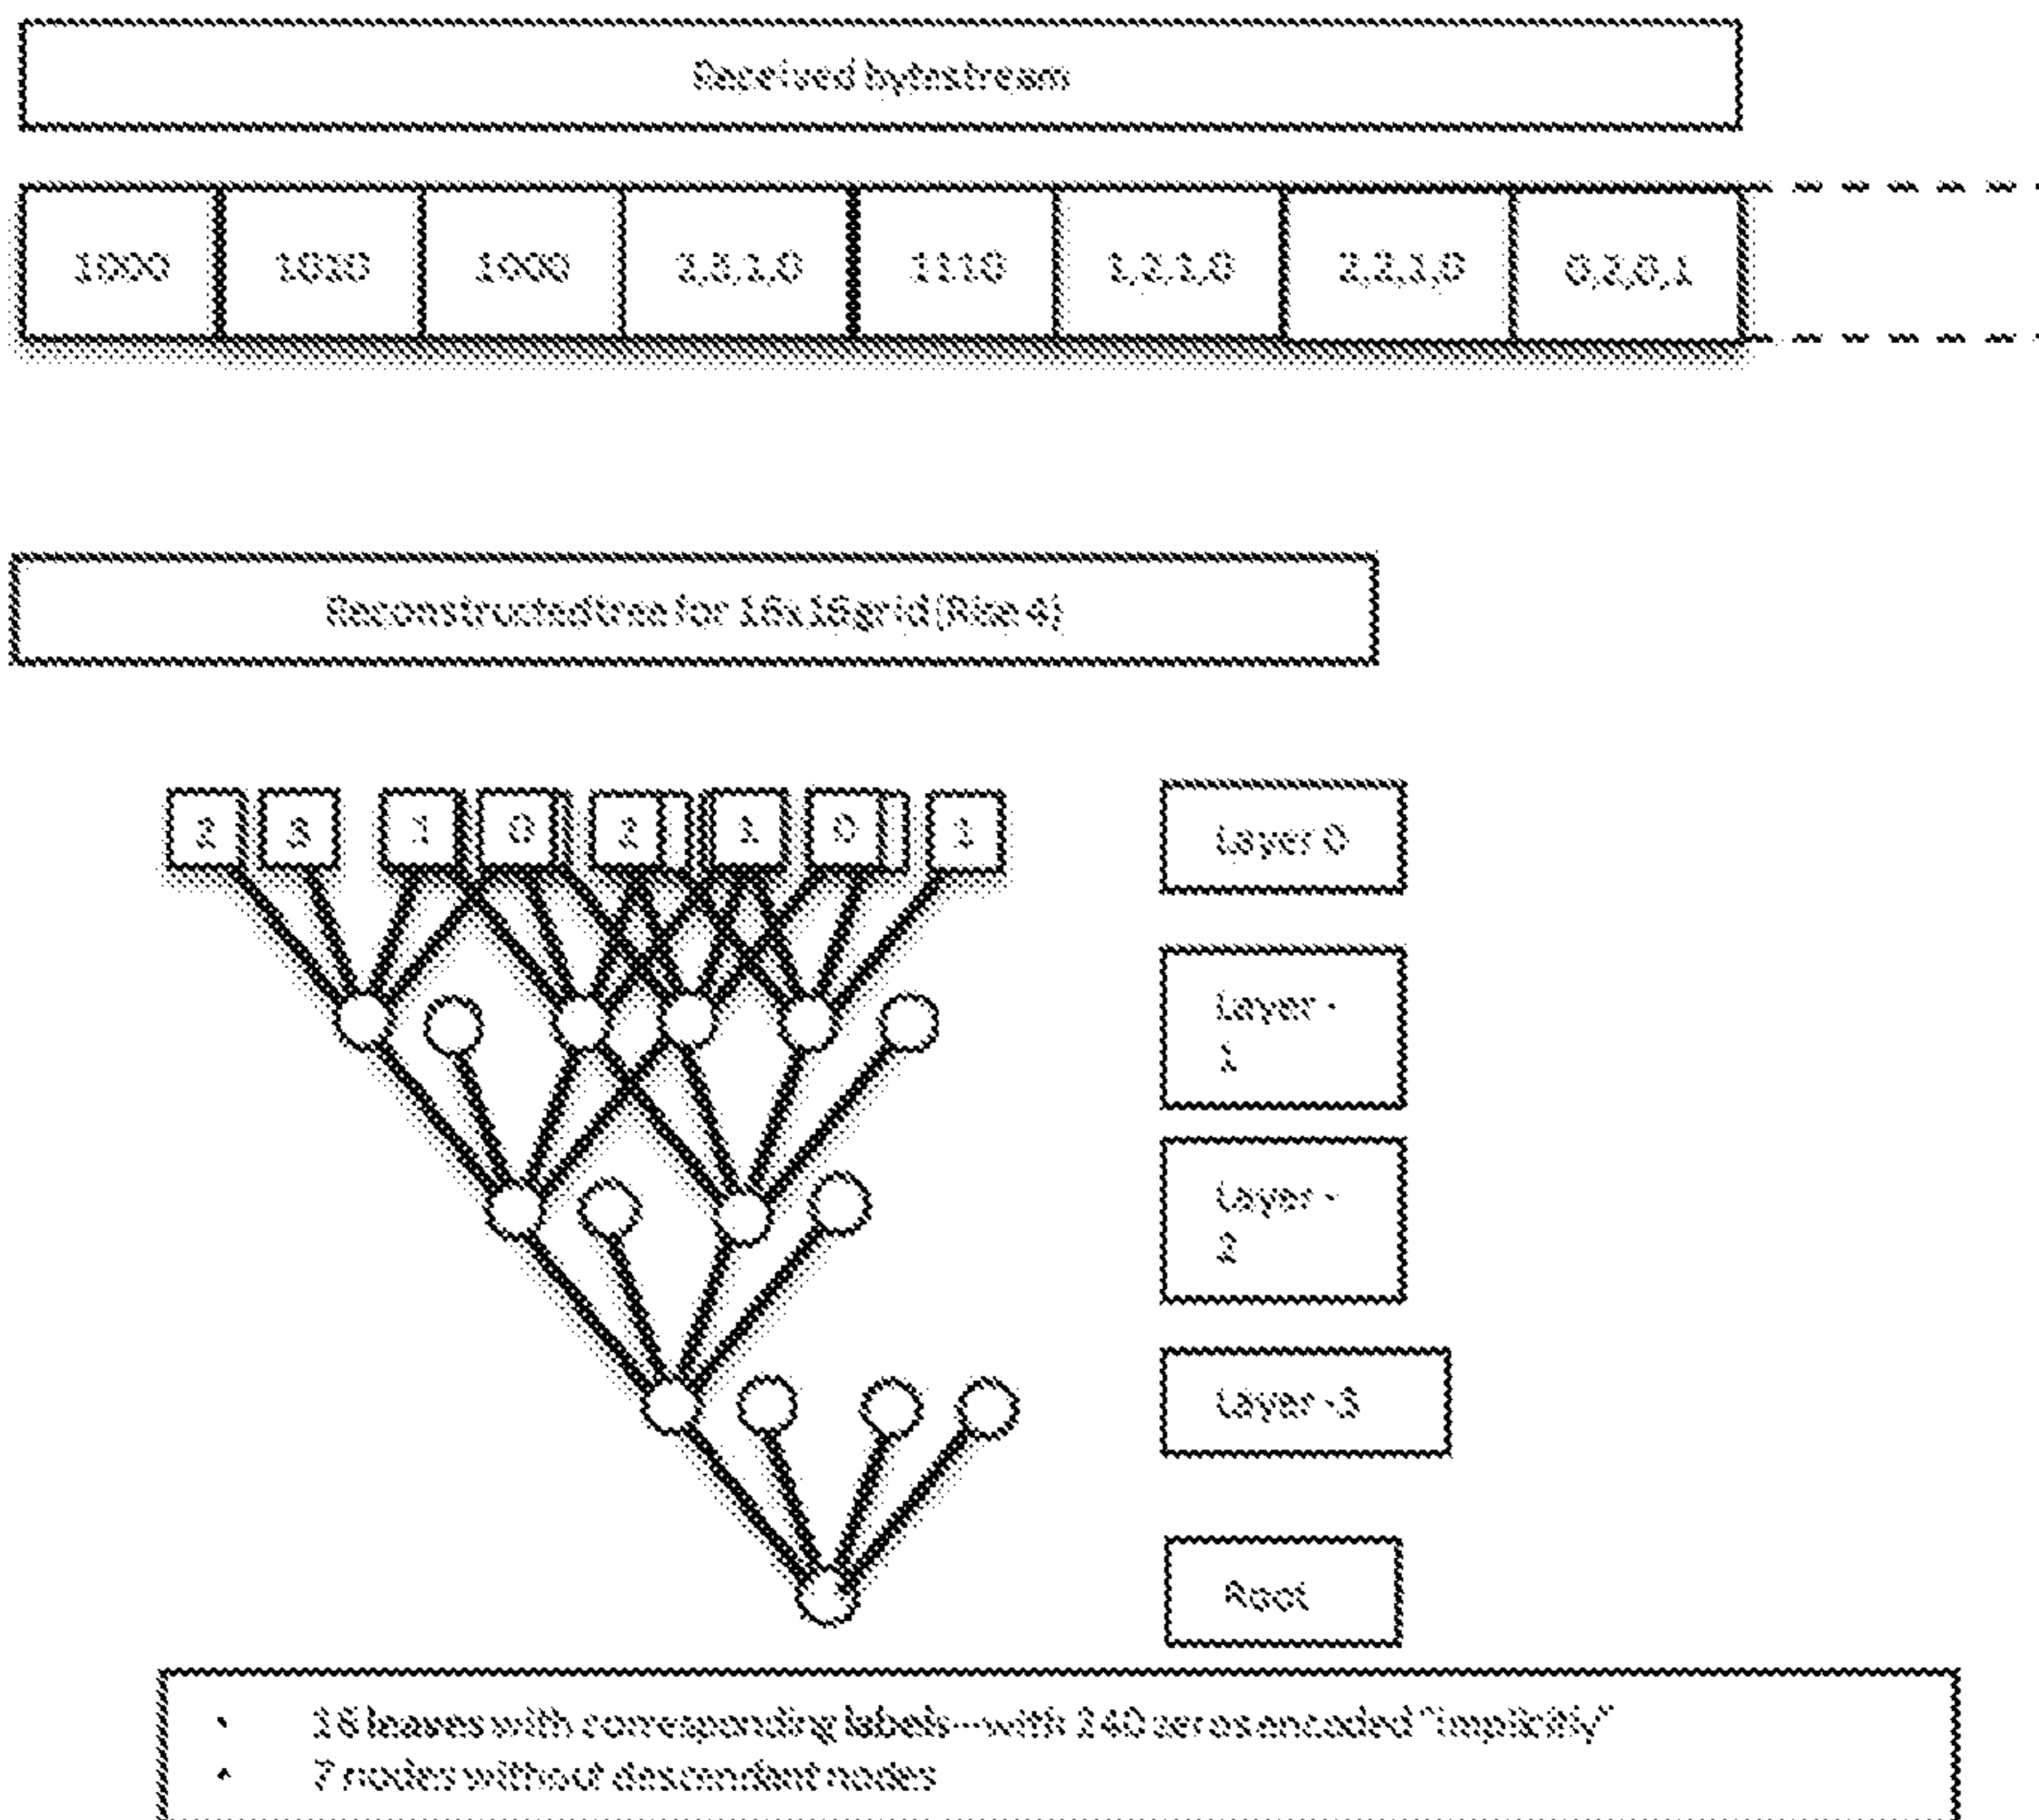 Received bytestream
1000 1010 1000 2,3,1,0 1110 1,2,1,0 2,2,1,0 0,2,0,1
Reconstructed tree for 16x16 grid (Rise 4)
2 3 1 0 2 1 0 1
Layer 0
Layer -
1
Layer -
2
Layer -3
Root
• 16 leaves with corresponding labels--with 240 zeros encoded "implicitly"
• 7 nodes without descendant nodes